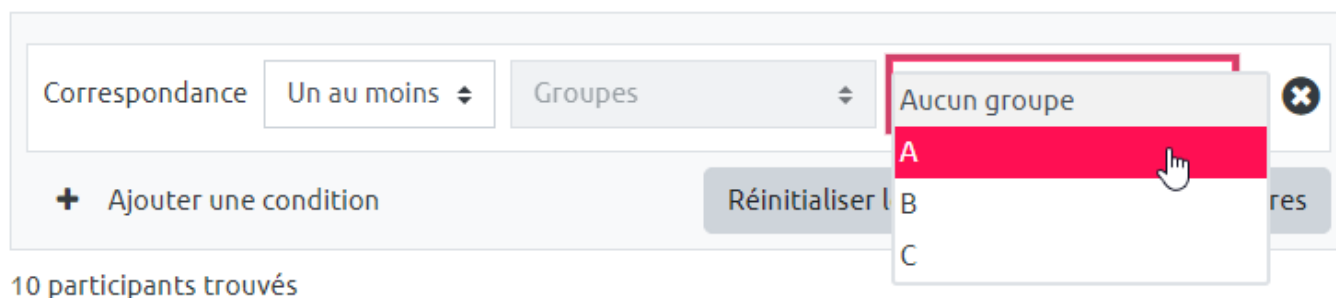 Correspondance Un au moins Groupes
Aucun groupe
A
Ajouter une condition Réinitialiser res
B
C
10 participants trouvés